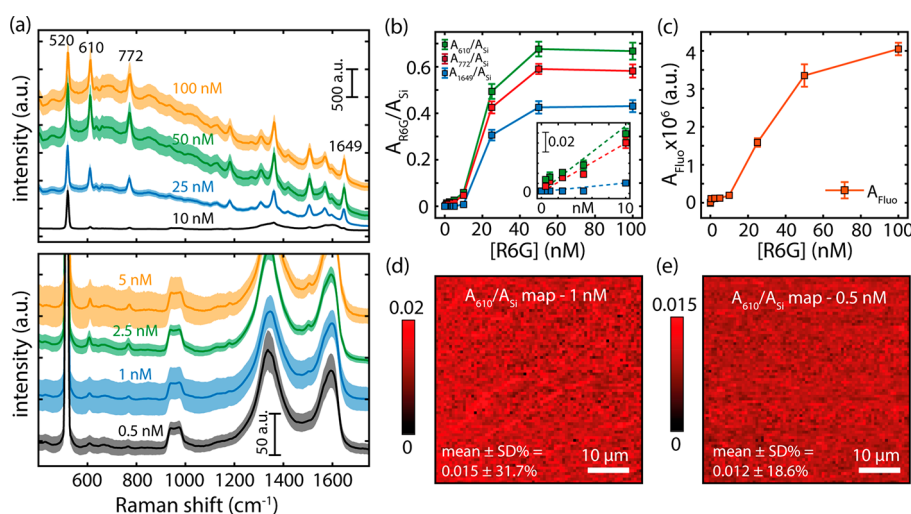 (a)
520
610
772
500 a.u.
100 nM
50 nM
1649
25 nM
10 nM
intensity (a.u.)
5 nM
2.5 nM
1 nM
0.5 nM
50 a.u.
intensity (a.u.)
600 800 1000 1200 1400 1600
Raman shift (cm-1)
(b)
A610/ASi
A772/ASi
A1649/ASi
AR6G/ASi
0.6
0.4
0.2
0
0.02
0
0 nM 10
0 20 40 60 80 100
[R6G] (nM)
(c)
AFluo x10⁶ (a.u.)
4
3
2
1
0
AFluo
0 20 40 60 80 100
[R6G] (nM)
(d)
0.02
0
A610/ASi map - 1 nM
mean ± SD% =
0.015 ± 31.7%
10 μm
(e)
0.015
0
A610/ASi map - 0.5 nM
mean ± SD% =
0.012 ± 18.6%
10 μm